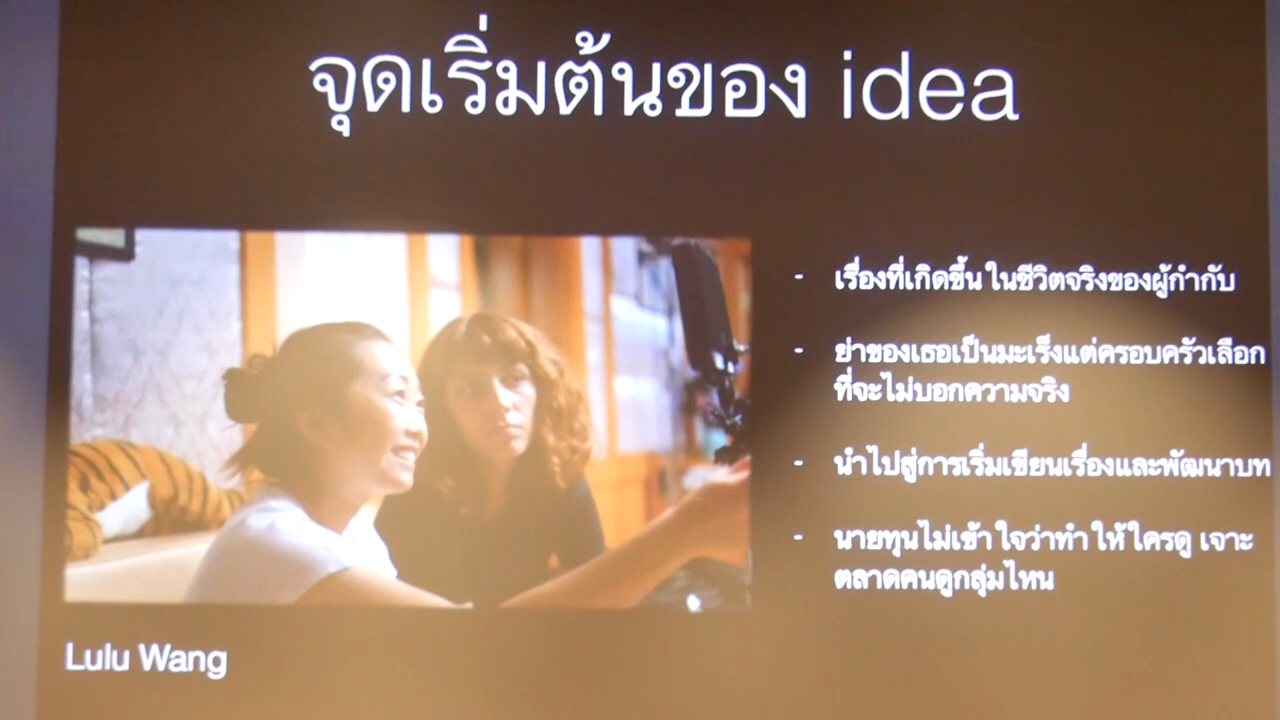 จุดเริ่มต้นของ idea
- เรื่องที่เกิดขึ้นในชีวิตจริงของผู้กำกับ
- ย่าของเธอเป็นมะเร็งแต่ครอบครัวเลือก
ที่จะไม่บอกความจริง
- นำไปสู่การเริ่มเขียนเรื่องและพัฒนาบท
- นายทุนไม่เข้าใจว่าทำให้ใครดู เจาะ
ตลาดคนดูกลุ่มไหน
Lulu Wang